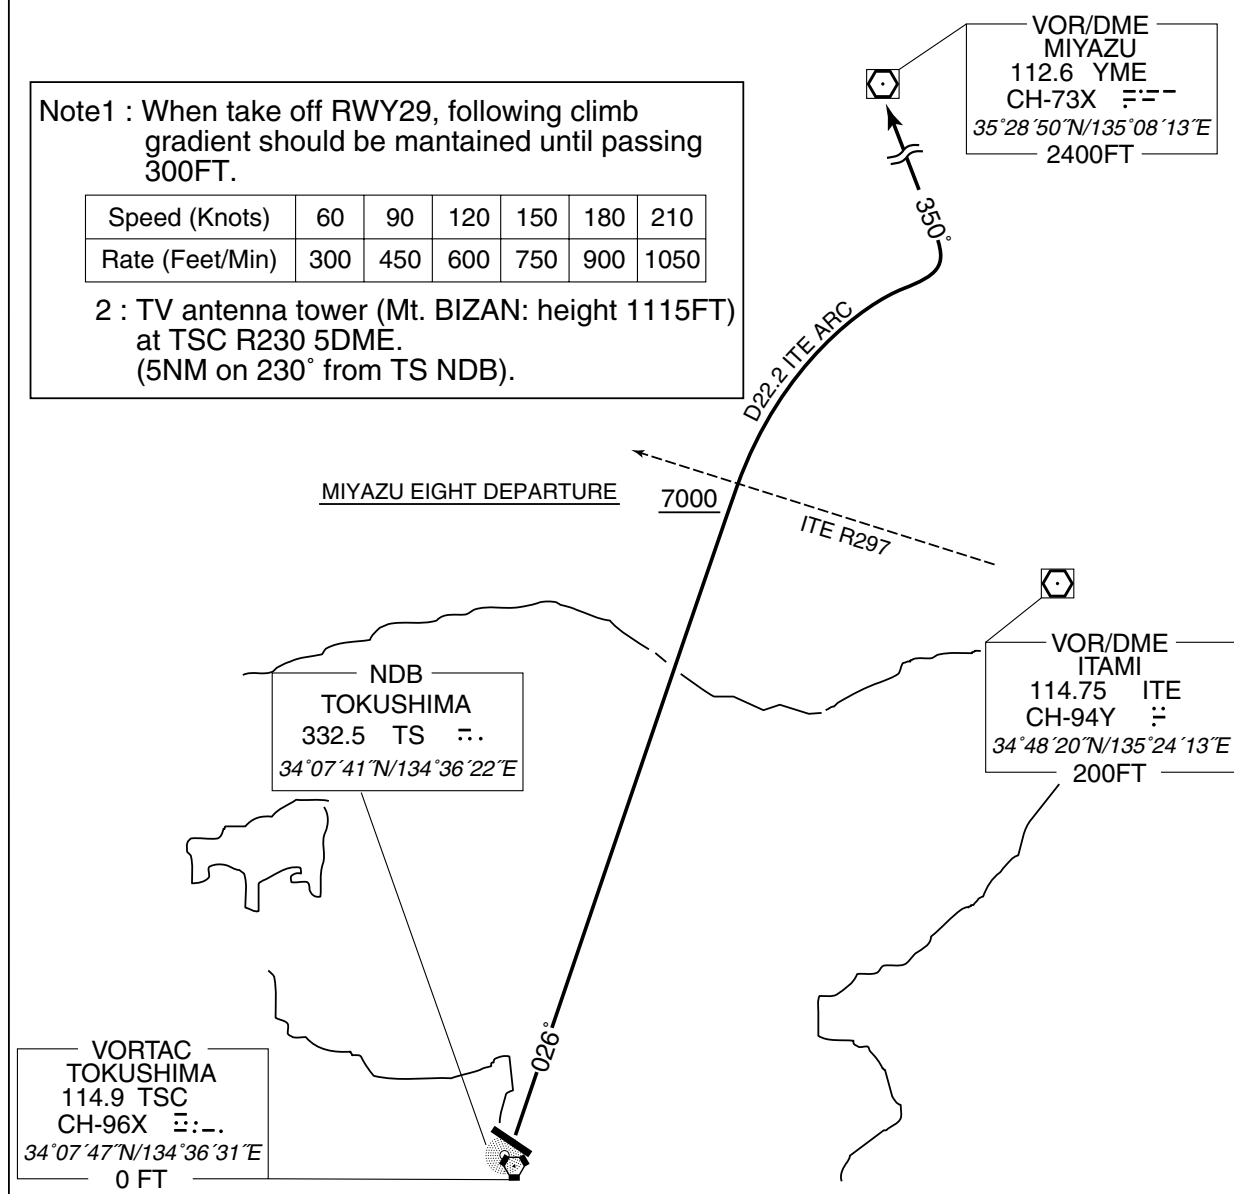 VOR/DME
MIYAZU
112.6 YME
CH-73X
35°28´50˝N/135°08´13˝E
2400FT
Note1 : When take off RWY29, following climb
gradient should be mantained until passing
300FT.
Speed (Knots) 60 90 120 150 180 210
Rate (Feet/Min) 300 450 600 750 900 1050
2 : TV antenna tower (Mt. BIZAN: height 1115FT)
at TSC R230 5DME.
(5NM on 230° from TS NDB).
350°
D22.2 ITE ARC
MIYAZU EIGHT DEPARTURE
7000
ITE R297
VOR/DME
ITAMI
114.75 ITE
CH-94Y
34°48´20˝N/135°24´13˝E
200FT
NDB
TOKUSHIMA
332.5 TS
34°07´41˝N/134°36´22˝E
026°
VORTAC
TOKUSHIMA
114.9 TSC
CH-96X
34°07´47˝N/134°36´31˝E
0 FT